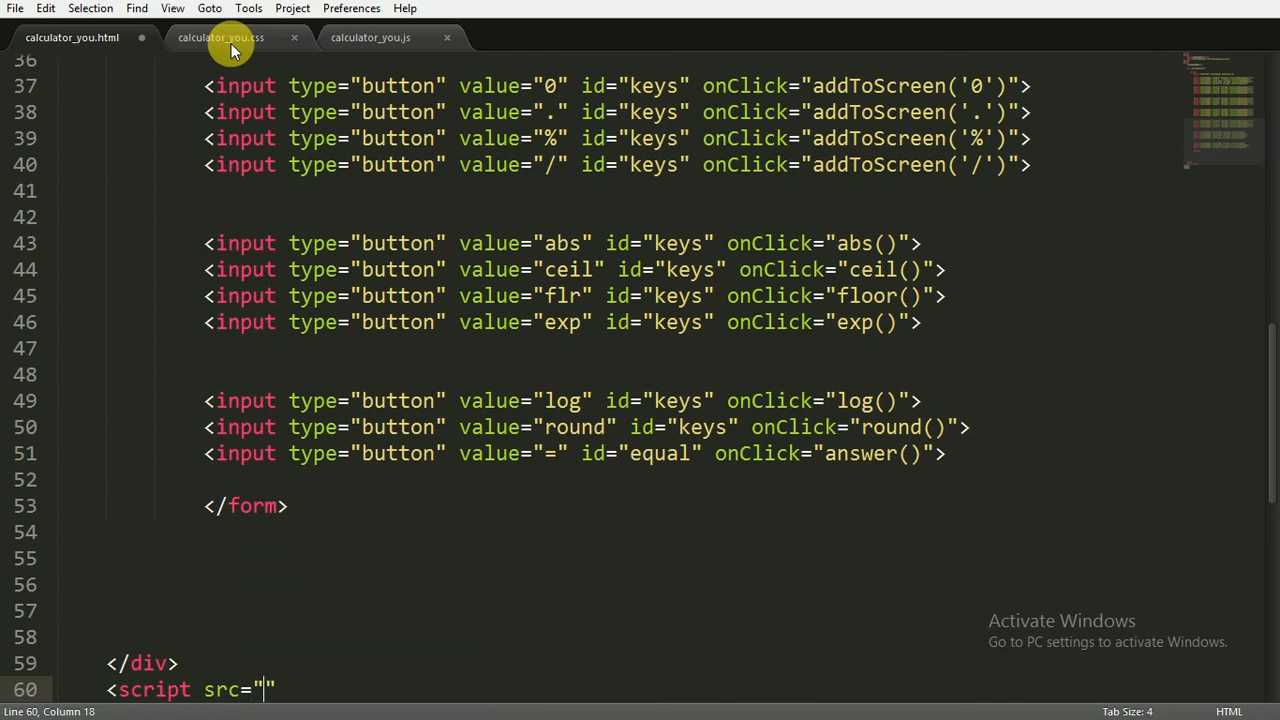 File Edit Selection Find View Goto Tools Project Preferences Help
calculator_you.html calculator_you.css calculator_you.js
36
37 <input type="button" value="0" id="keys" onClick="addToScreen('0')">
38 <input type="button" value="." id="keys" onClick="addToScreen('.')">
39 <input type="button" value="%" id="keys" onClick="addToScreen('%')">
40 <input type="button" value="/" id="keys" onClick="addToScreen('/')">
41
42
43 <input type="button" value="abs" id="keys" onClick="abs()">
44 <input type="button" value="ceil" id="keys" onClick="ceil()">
45 <input type="button" value="flr" id="keys" onClick="floor()">
46 <input type="button" value="exp" id="keys" onClick="exp()">
47
48
49 <input type="button" value="log" id="keys" onClick="log()">
50 <input type="button" value="round" id="keys" onClick="round()">
51 <input type="button" value="=" id="equal" onClick="answer()">
52
53 </form>
54
55
56
57
58
59 </div>
60 <script src=""
Activate Windows
Go to PC settings to activate Windows.
Line 60, Column 18 Tab Size: 4 HTML